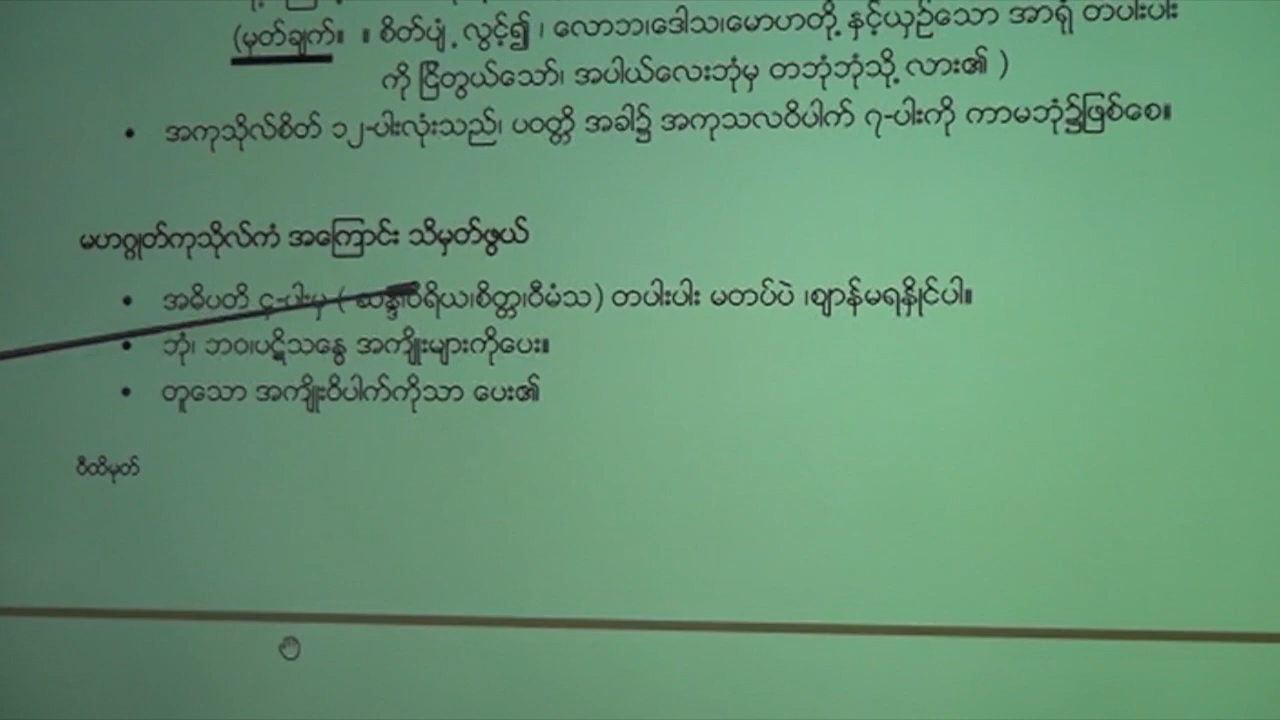 (မှတ်ချက်။ ။ စိတ်ပျံ့လွင့်၍ ၊ လောဘ၊ဒေါသ၊မောဟတို့ နှင့်ယှဉ်သော အာရုံ တပါးပါး
ကို ငြိတွယ်သော်၊ အပါယ်လေးဘုံမှ တဘုံဘုံသို့ လား၏ )
• အကုသိုလ်စိတ် ၁၂-ပါးလုံးသည်၊ ပဝတ္တိ အခါ၌ အကုသလဝိပါက် ၇-ပါးကို ကာမဘုံ၌ဖြစ်စေ။
မဟဂ္ဂုတ်ကုသိုလ်ကံ အကြောင်း သိမှတ်ဖွယ်
• အဓိပတိ ၄-ပါးမှ ( ဆန္ဒ၊ဝီရိယ၊စိတ္တ၊ဝီမံသ ) တပါးပါး မတပ်ပဲ ၊ဈာန်မရနိုင်ပါ။
• ဘုံ၊ ဘဝ၊ပဋိသန္ဓေ အကျိုးများကိုပေး။
• တူသော အကျိုးဝိပါက်ကိုသာ ပေး၏
ဝီထိမှတ်